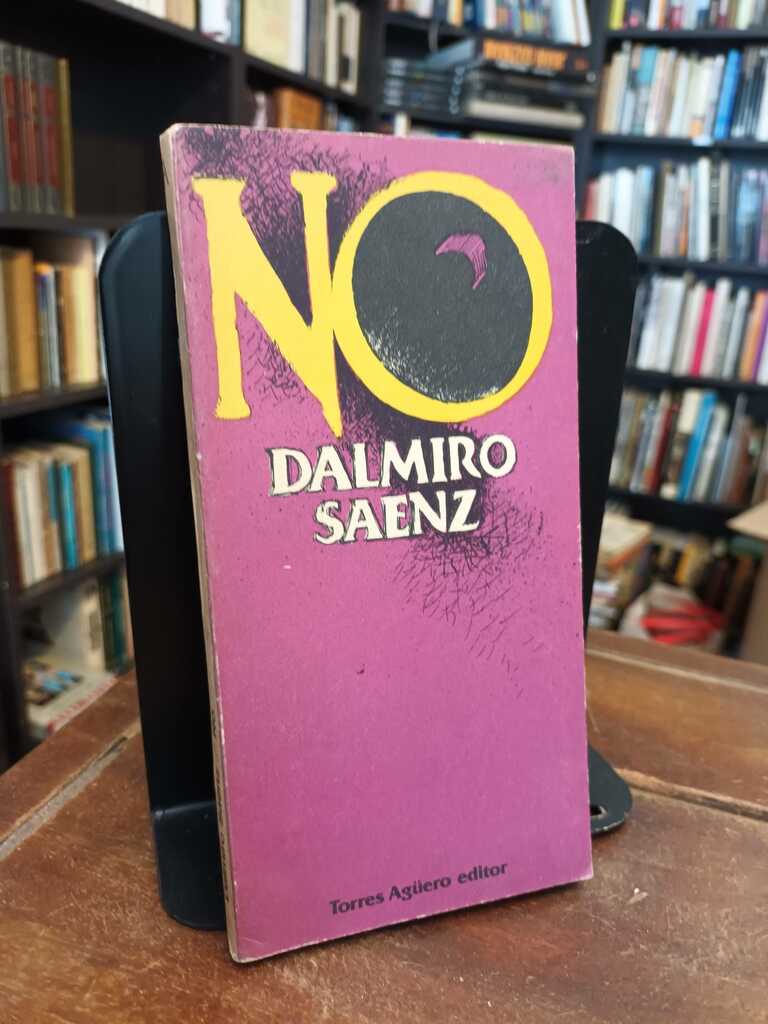 NO
DALMIRO
SAENZ
Torres Agüero editor